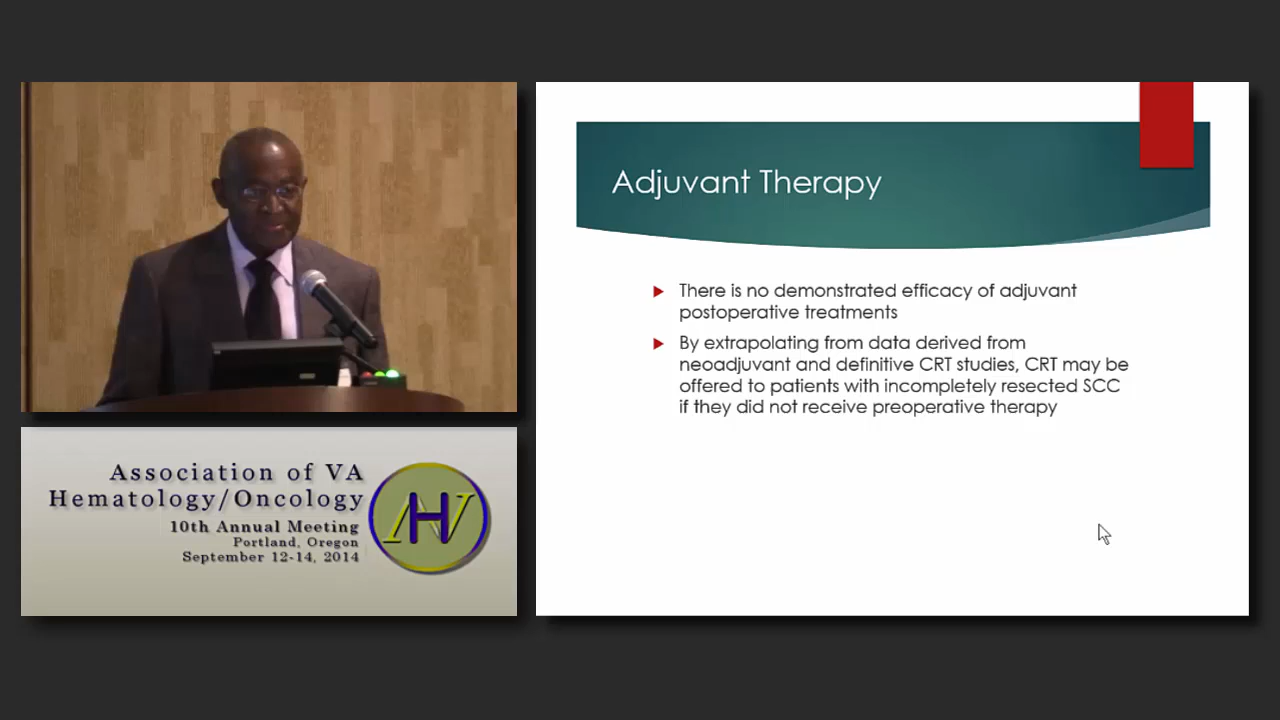 Association of VA
Hematology/Oncology
10th Annual Meeting
Portland, Oregon
September 12-14, 2014
AHV
Adjuvant Therapy
There is no demonstrated efficacy of adjuvant
postoperative treatments
By extrapolating from data derived from
neoadjuvant and definitive CRT studies, CRT may be
offered to patients with incompletely resected SCC
if they did not receive preoperative therapy